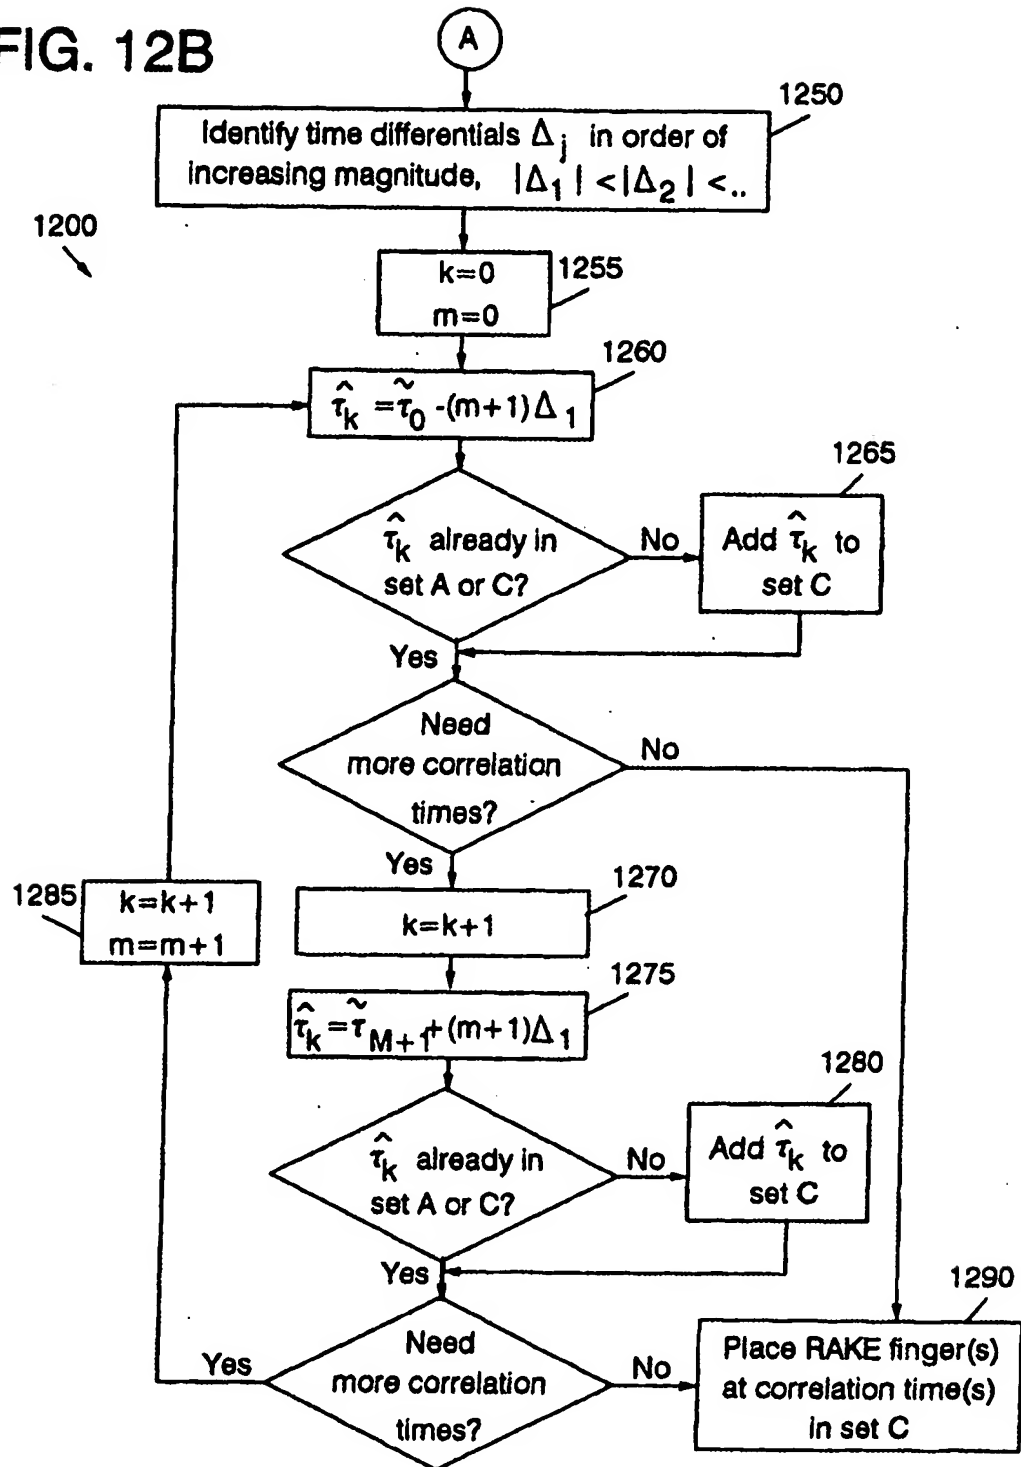 FIG. 12B
A
1250
Identify time differentials Δj in order of
increasing magnitude, |Δ1| < |Δ2| <..
1200
k=0
m=0
1255
1260
τ̂k = τ̃0 -(m+1)Δ1
1265
τ̂k already in
set A or C?
No
Add τ̂k to
set C
Yes
Need
more correlation
times?
No
Yes
1270
k=k+1
1285
k=k+1
m=m+1
1275
τ̂k = τ̃M+1+(m+1)Δ1
1280
τ̂k already in
set A or C?
No
Add τ̂k to
set C
Yes
1290
Need
more correlation
times?
Yes
No
Place RAKE finger(s)
at correlation time(s)
in set C